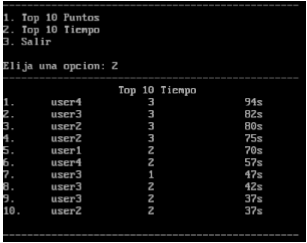 1. Top 10 Puntos
2. Top 10 Tiempo
3. Salir
Elija una opcion: 2
Top 10 Tiempo
1. user4 3 94s
2. user3 3 82s
3. user2 3 80s
4. user2 3 75s
5. user1 2 70s
6. user4 2 57s
7. user3 1 47s
8. user3 2 42s
9. user3 2 37s
10. user2 2 37s